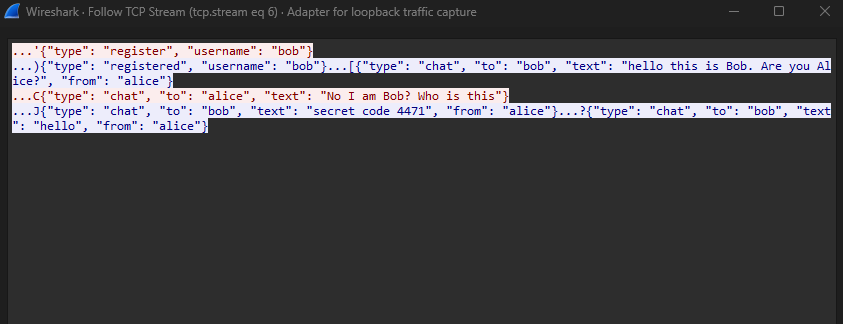 Wireshark · Follow TCP Stream (tcp.stream eq 6) · Adapter for loopback traffic capture
...'{"type": "register", "username": "bob"}
...){"type": "registered", "username": "bob"}...[{"type": "chat", "to": "bob", "text": "hello this is Bob. Are you Al
ice?", "from": "alice"}
...C{"type": "chat", "to": "alice", "text": "No I am Bob? Who is this"}
...J{"type": "chat", "to": "bob", "text": "secret code 4471", "from": "alice"}...?{"type": "chat", "to": "bob", "text
": "hello", "from": "alice"}